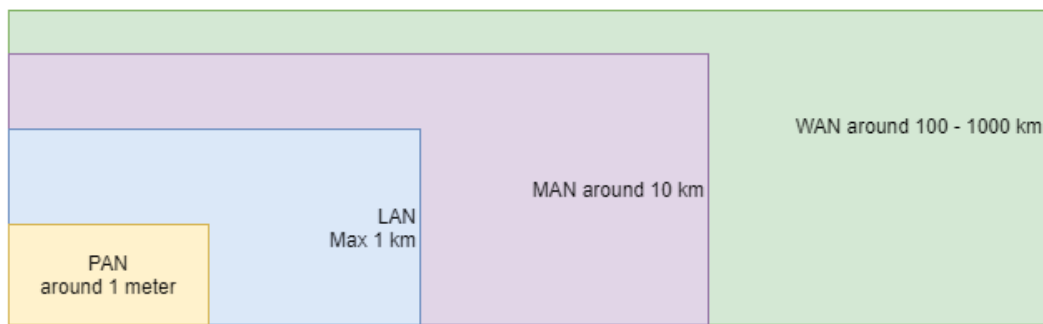 WAN around 100 - 1000 km
MAN around 10 km
LAN
Max 1 km
PAN
around 1 meter